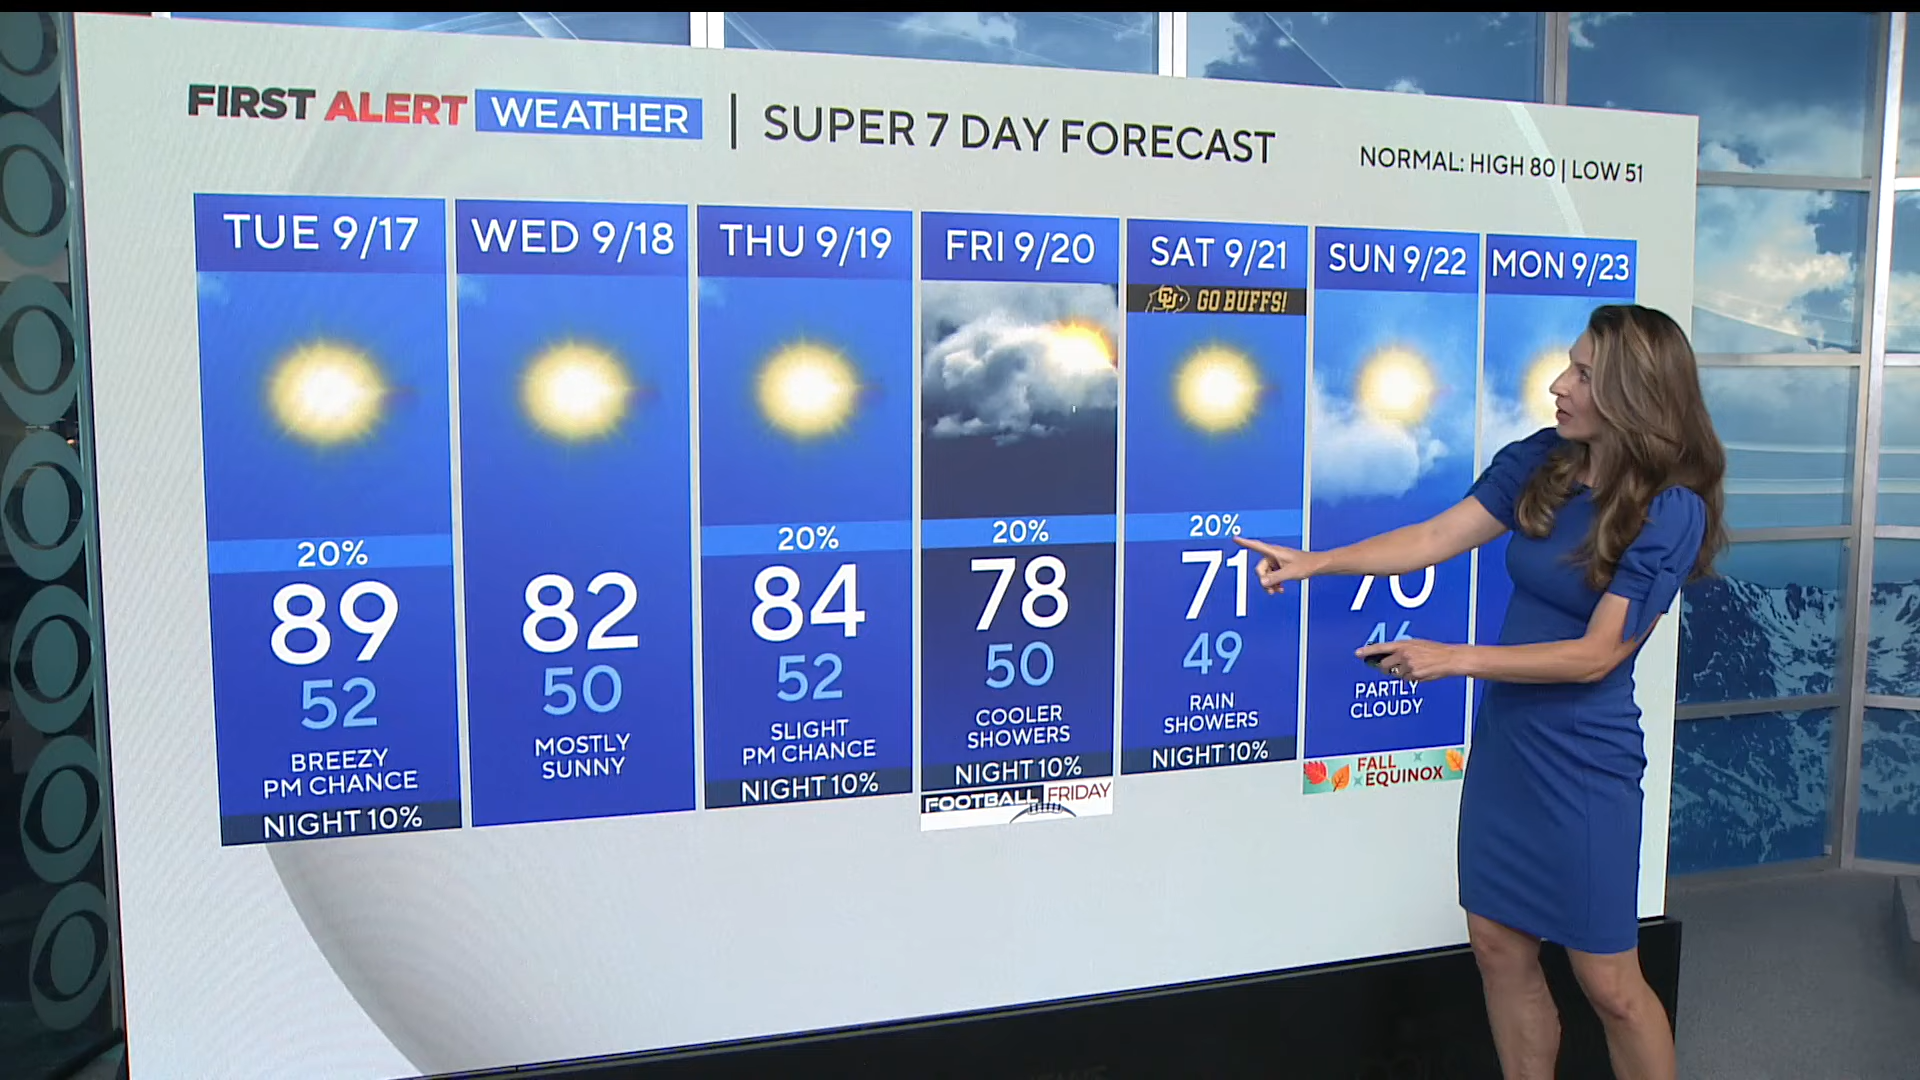 FIRST ALERT WEATHER | SUPER 7 DAY FORECAST
NORMAL: HIGH 80 | LOW 51
TUE 9/17
20%
89
52
BREEZY
PM CHANCE
NIGHT 10%
WED 9/18
82
50
MOSTLY
SUNNY
THU 9/19
20%
84
52
SLIGHT
PM CHANCE
NIGHT 10%
FRI 9/20
20%
78
50
COOLER
SHOWERS
NIGHT 10%
FOOTBALL FRIDAY
SAT 9/21
CU GO BUFFS!
20%
71
49
RAIN
SHOWERS
NIGHT 10%
SUN 9/22
70
46
PARTLY
CLOUDY
FALL
EQUINOX
MON 9/23